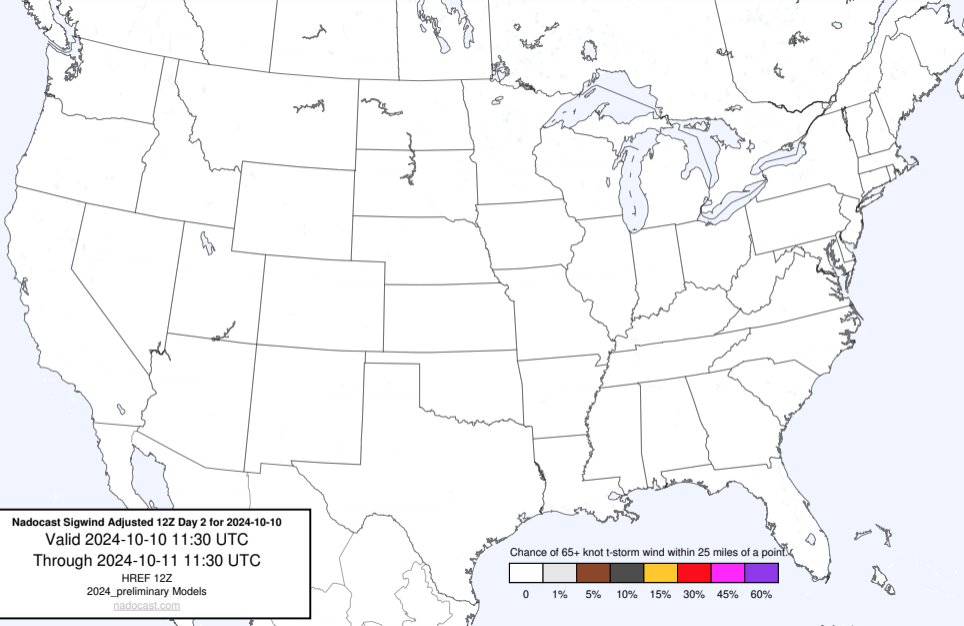 Nadocast Sigwind Adjusted 12Z Day 2 for 2024-10-10
Valid 2024-10-10 11:30 UTC
Through 2024-10-11 11:30 UTC
HREF 12Z
2024_preliminary Models
nadocast.com
Chance of 65+ knot t-storm wind within 25 miles of a point.
0 1% 5% 10% 15% 30% 45% 60%